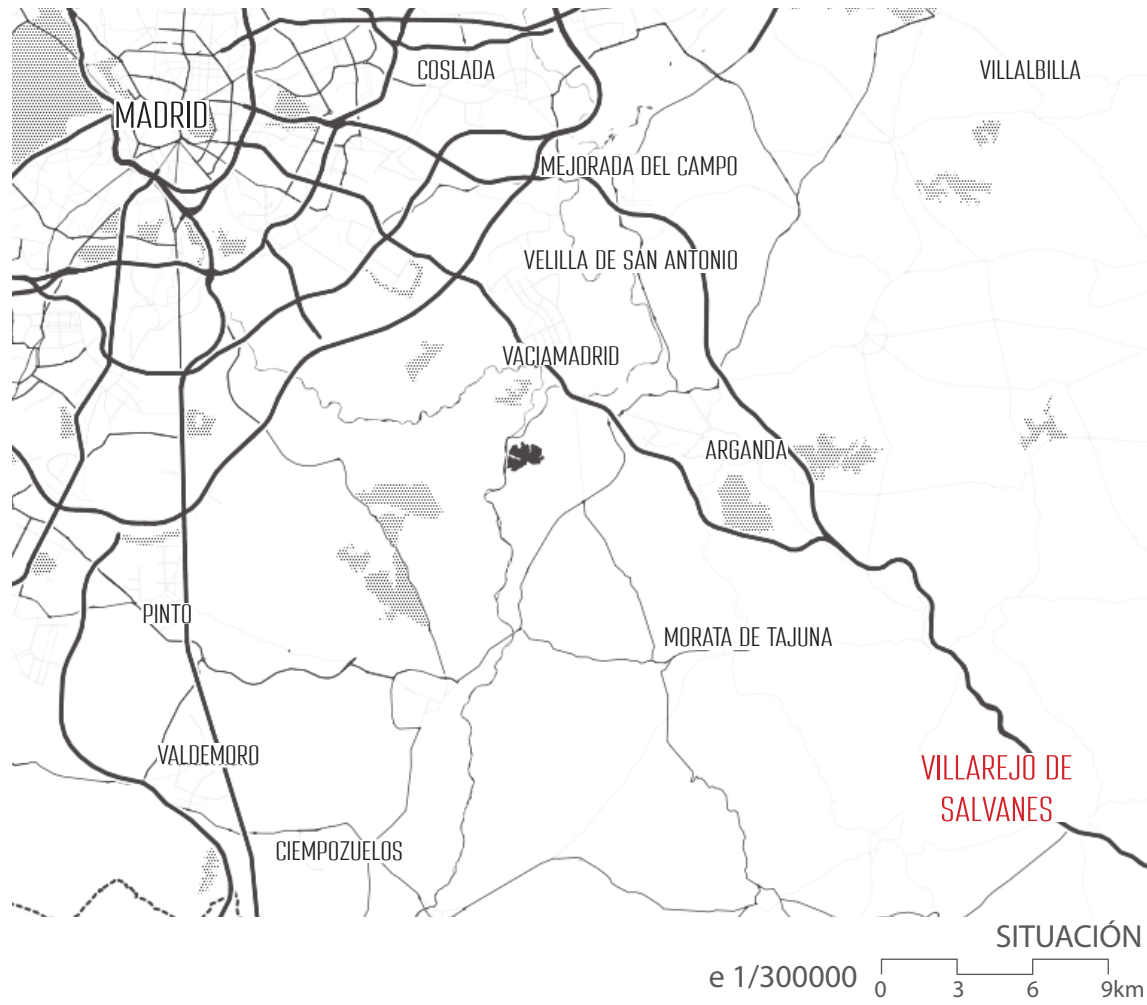 COSLADA
VILLALBILLA
MADRID
MEJORADA DEL CAMPO
VELILLA DE SAN ANTONIO
VACIAMADRID
ARGANDA
PINTO
MORATA DE TAJUNA
VALDEMORO
VILLAREJO DE
SALVANES
CIEMPOZUELOS
SITUACIÓN
e 1/300000
0 3 6 9km